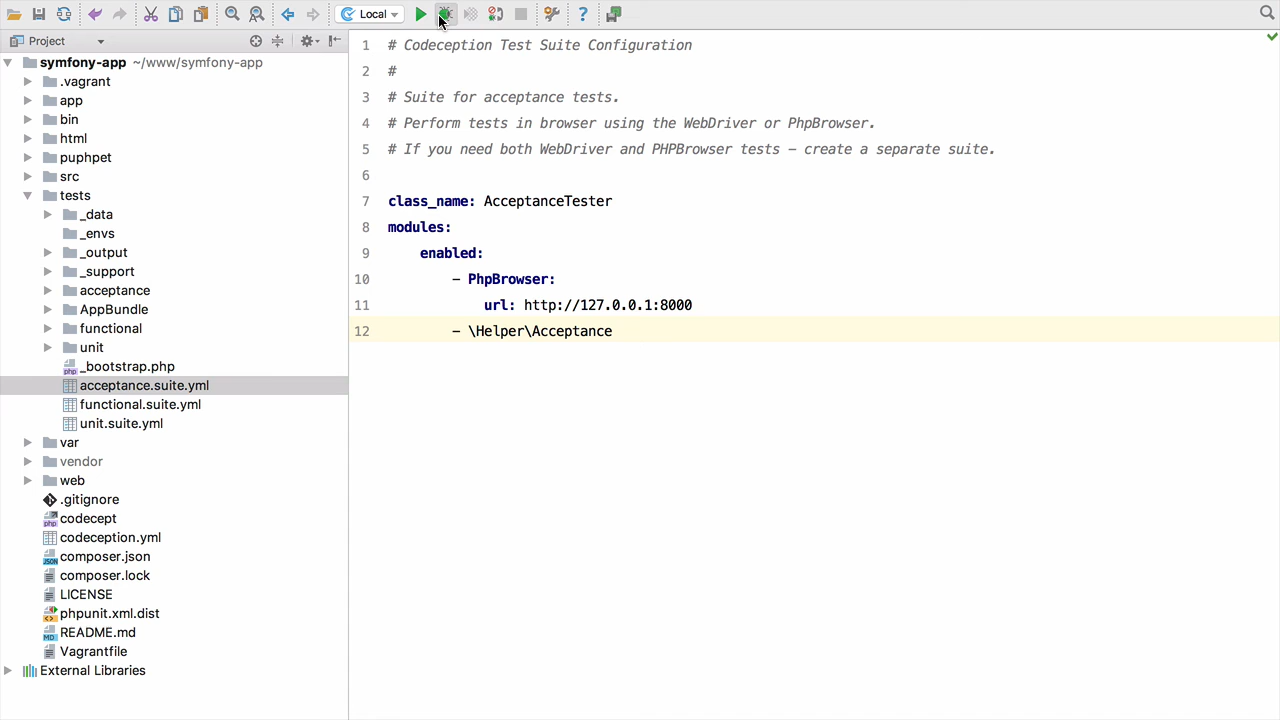 Local
Project
symfony-app ~/www/symfony-app
.vagrant
app
bin
html
puphpet
src
tests
_data
_envs
_output
_support
acceptance
AppBundle
functional
unit
_bootstrap.php
acceptance.suite.yml
functional.suite.yml
unit.suite.yml
var
vendor
web
.gitignore
codecept
codeception.yml
composer.json
composer.lock
LICENSE
phpunit.xml.dist
README.md
Vagrantfile
External Libraries
1 # Codeception Test Suite Configuration
2 #
3 # Suite for acceptance tests.
4 # Perform tests in browser using the WebDriver or PhpBrowser.
5 # If you need both WebDriver and PHPBrowser tests - create a separate suite.
6
7 class_name: AcceptanceTester
8 modules:
9 enabled:
10 - PhpBrowser:
11 url: http://127.0.0.1:8000
12 - \Helper\Acceptance